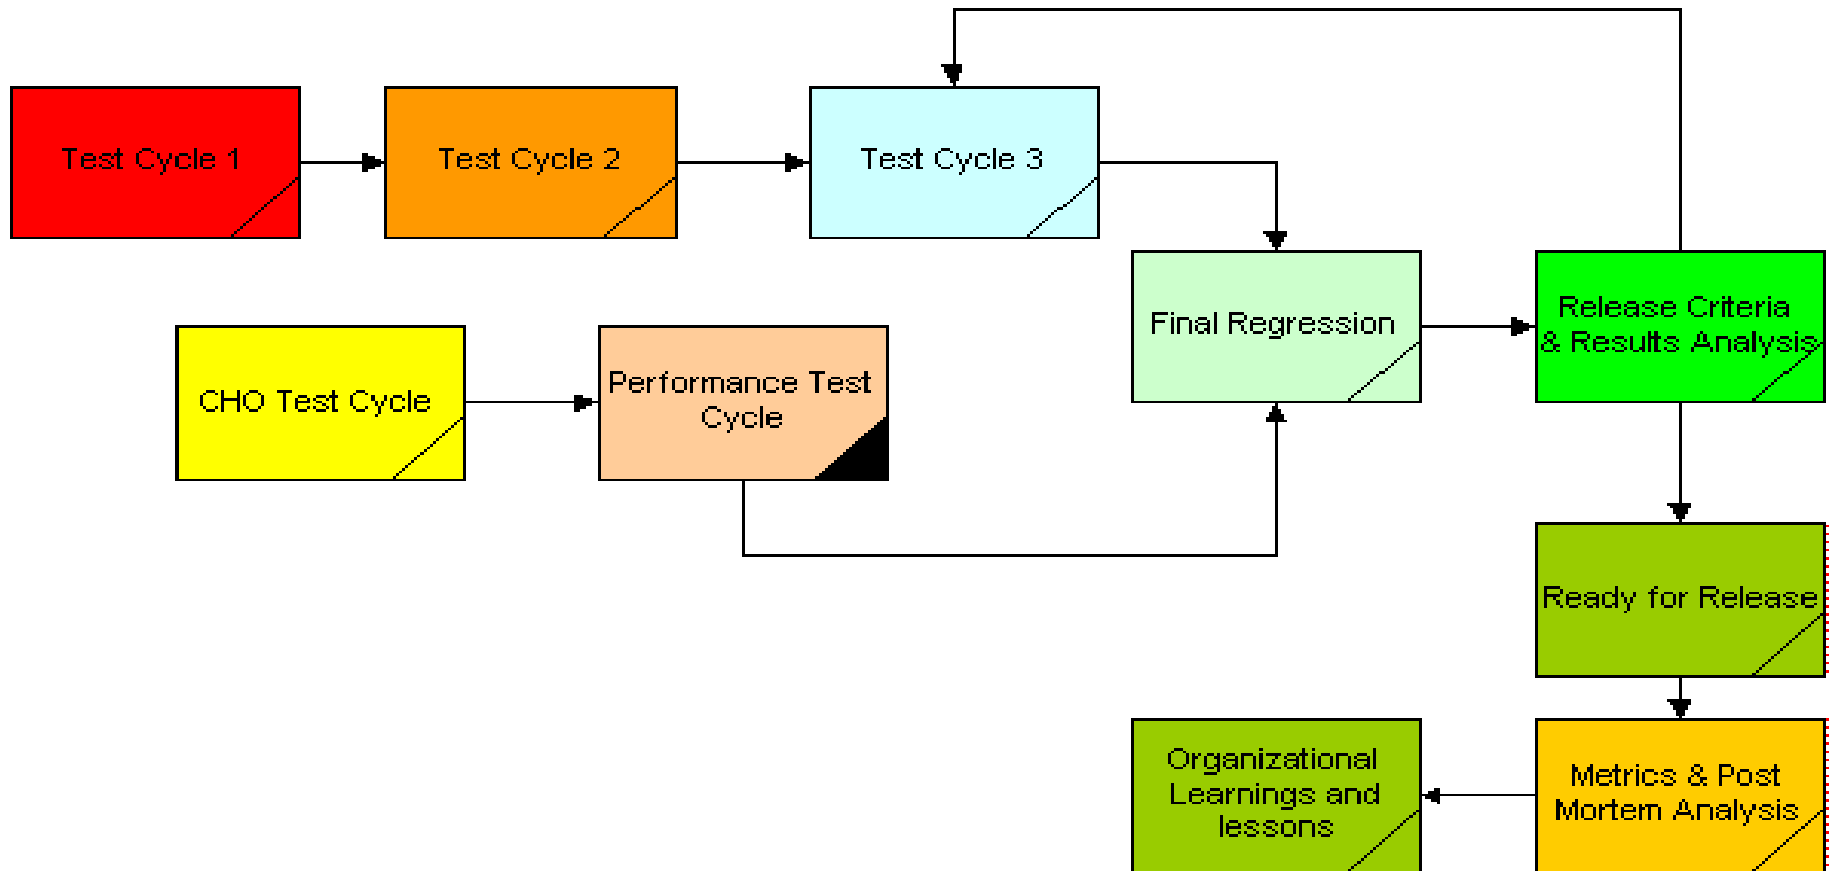 Test Cycle 1
Test Cycle 2
Test Cycle 3
Final Regression
Release Criteria
& Results Analysis
CHO Test Cycle
Performance Test
Cycle
Ready for Release
Organizational
Learnings and
lessons
Metrics & Post
Mortem Analysis